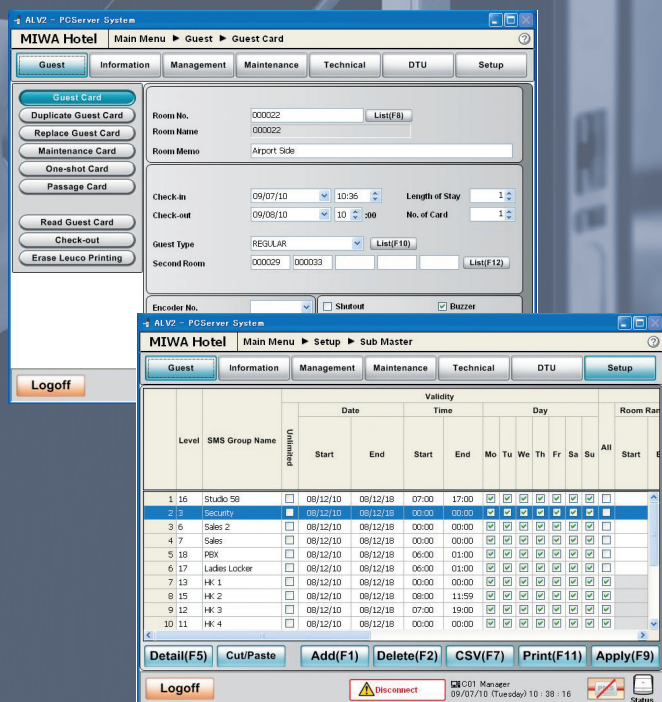 ALV2 - PCServer System
MIWA Hotel Main Menu ▶ Guest ▶ Guest Card ?
Guest Information Management Maintenance Technical DTU Setup
Guest Card
Duplicate Guest Card
Replace Guest Card
Maintenance Card
One-shot Card
Passage Card
Read Guest Card
Check-out
Erase Leuco Printing
Logoff
Room No. 000022 List(F8)
Room Name 000022
Room Memo Airport Side
Check-in 09/07/10 10:36 Length of Stay 1
Check-out 09/08/10 10 :00 No. of Card 1
Guest Type REGULAR List(F10)
Second Room 000029 000033 List(F12)
Encoder No. Shutout Buzzer
ALV2 - PCServer System
MIWA Hotel Main Menu ▶ Setup ▶ Sub Master ?
Guest Information Management Maintenance Technical DTU Setup
Validity
Date Time Day Room Ran
Level SMS Group Name Unlimited Start End Start End Mo Tu We Th Fr Sa Su All Start E
1 16 Studio 58 08/12/10 08/12/18 07:00 17:00
2 3 Security 08/12/10 08/12/18 00:00 00:00
3 6 Sales 2 08/12/10 08/12/18 00:00 00:00
4 7 Sales 08/12/10 08/12/18 00:00 00:00
5 18 PBX 08/12/10 08/12/18 06:00 01:00
6 17 Ladies Locker 08/12/10 08/12/18 06:00 01:00
7 13 HK 1 08/12/10 08/12/18 00:00 00:00
8 15 HK 2 08/12/10 08/12/18 08:00 11:59
9 12 HK 3 08/12/10 08/12/18 07:00 19:00
10 11 HK 4 08/12/10 08/12/18 00:00 00:00
Detail(F5) Cut/Paste Add(F1) Delete(F2) CSV(F7) Print(F11) Apply(F9)
Logoff Disconnect C01 Manager
09/07/10 (Tuesday) 10 : 38 : 16
Status